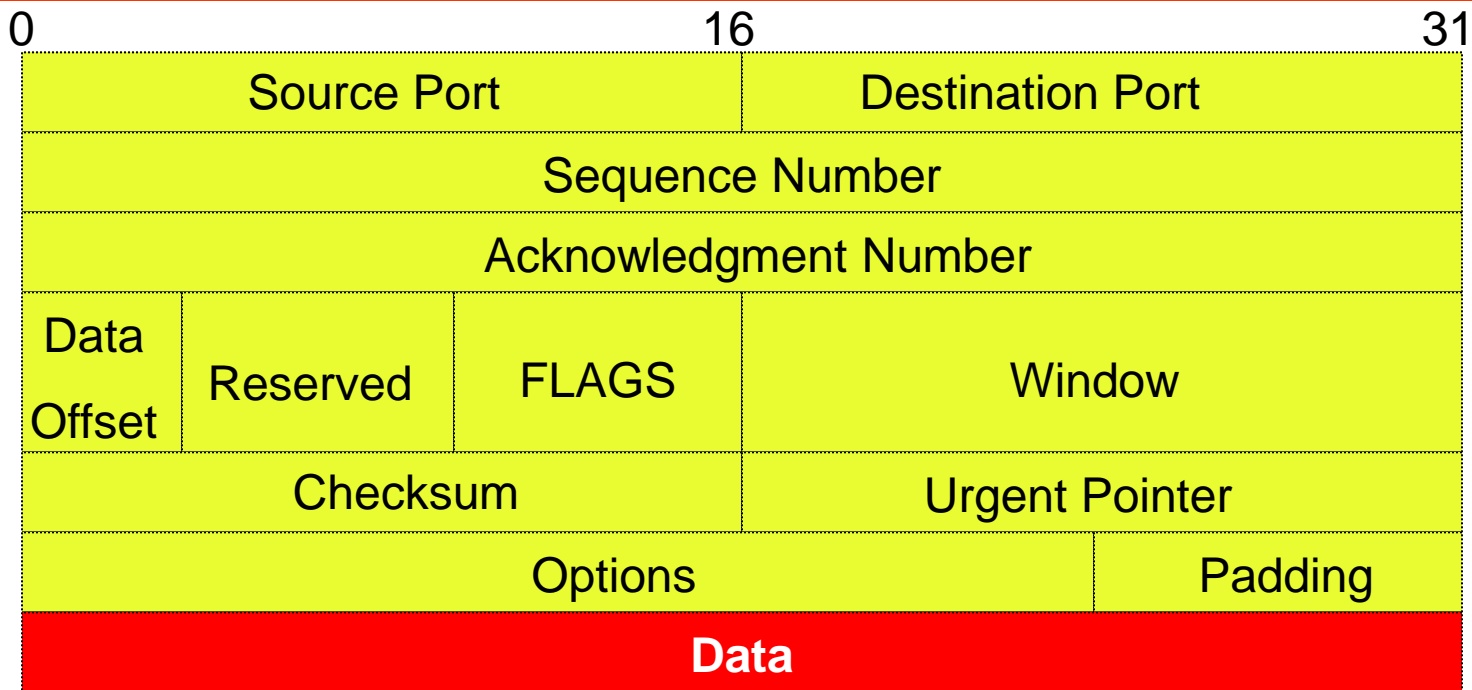 0 16 31
Source Port Destination Port
Sequence Number
Acknowledgment Number
Data
Offset
Reserved
FLAGS
Window
Checksum Urgent Pointer
Options Padding
Data